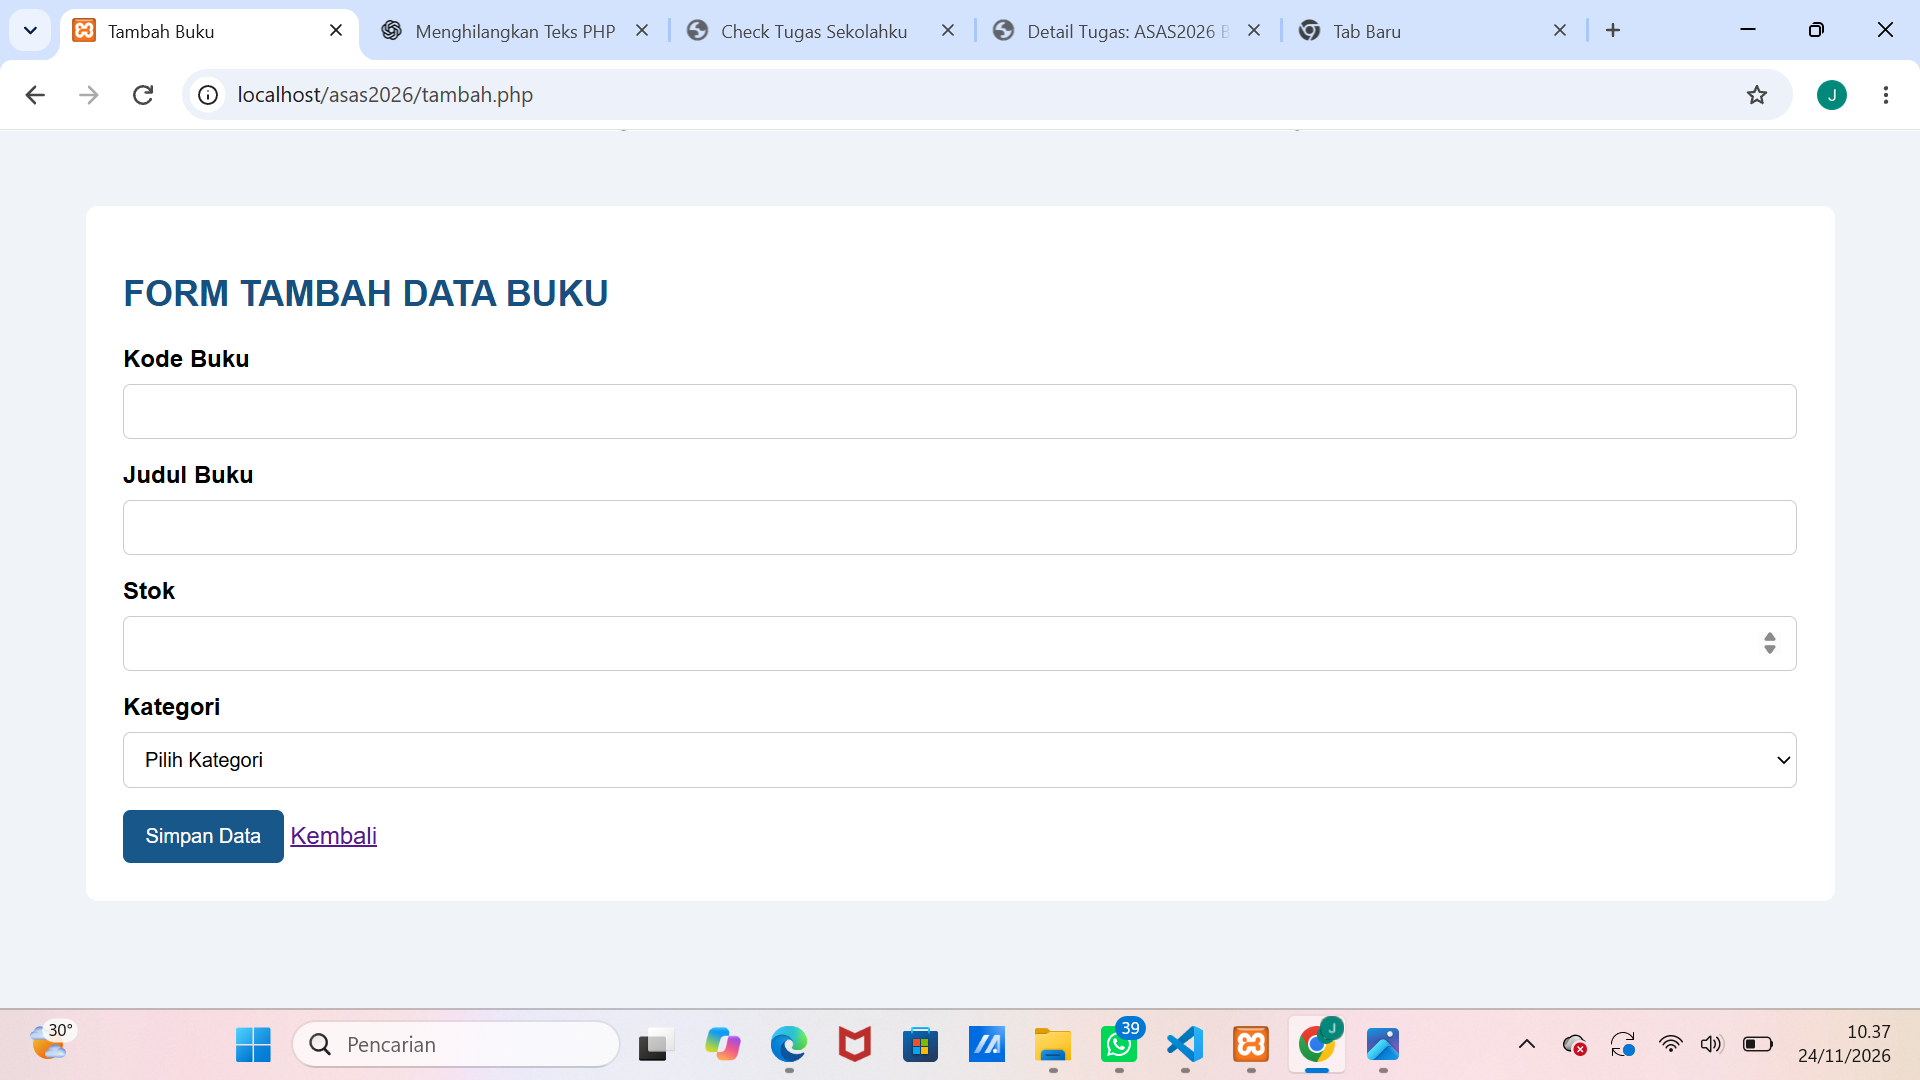 Tambah Buku
Menghilangkan Teks PHP
Check Tugas Sekolahku
Detail Tugas: ASAS2026 B
Tab Baru
localhost/asas2026/tambah.php
J
FORM TAMBAH DATA BUKU
Kode Buku
Judul Buku
Stok
Kategori
Pilih Kategori
Simpan Data Kembali
30°
Pencarian
39
J
10.37
24/11/2026